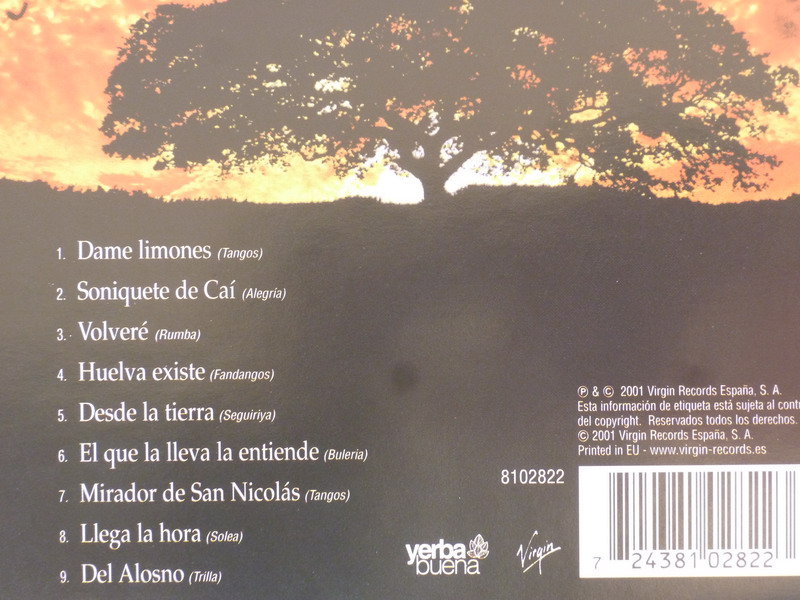 1. Dame limones (Tangos)
2. Soniquete de Caí (Alegría)
3. Volveré (Rumba)
4. Huelva existe (Fandangos)
5. Desde la tierra (Seguiriya)
6. El que la lleva la entiende (Buleria)
7. Mirador de San Nicolás (Tangos)
8. Llega la hora (Solea)
9. Del Alosno (Trilla)
℗ & © 2001 Virgin Records España, S. A.
Esta información de etiqueta está sujeta al
del copyright. Reservados todos los derechos.
© 2001 Virgin Records España, S. A.
Printed in EU - www.virgin-records.es
8102822
yerba
buena
Virgin
7 24381 02822